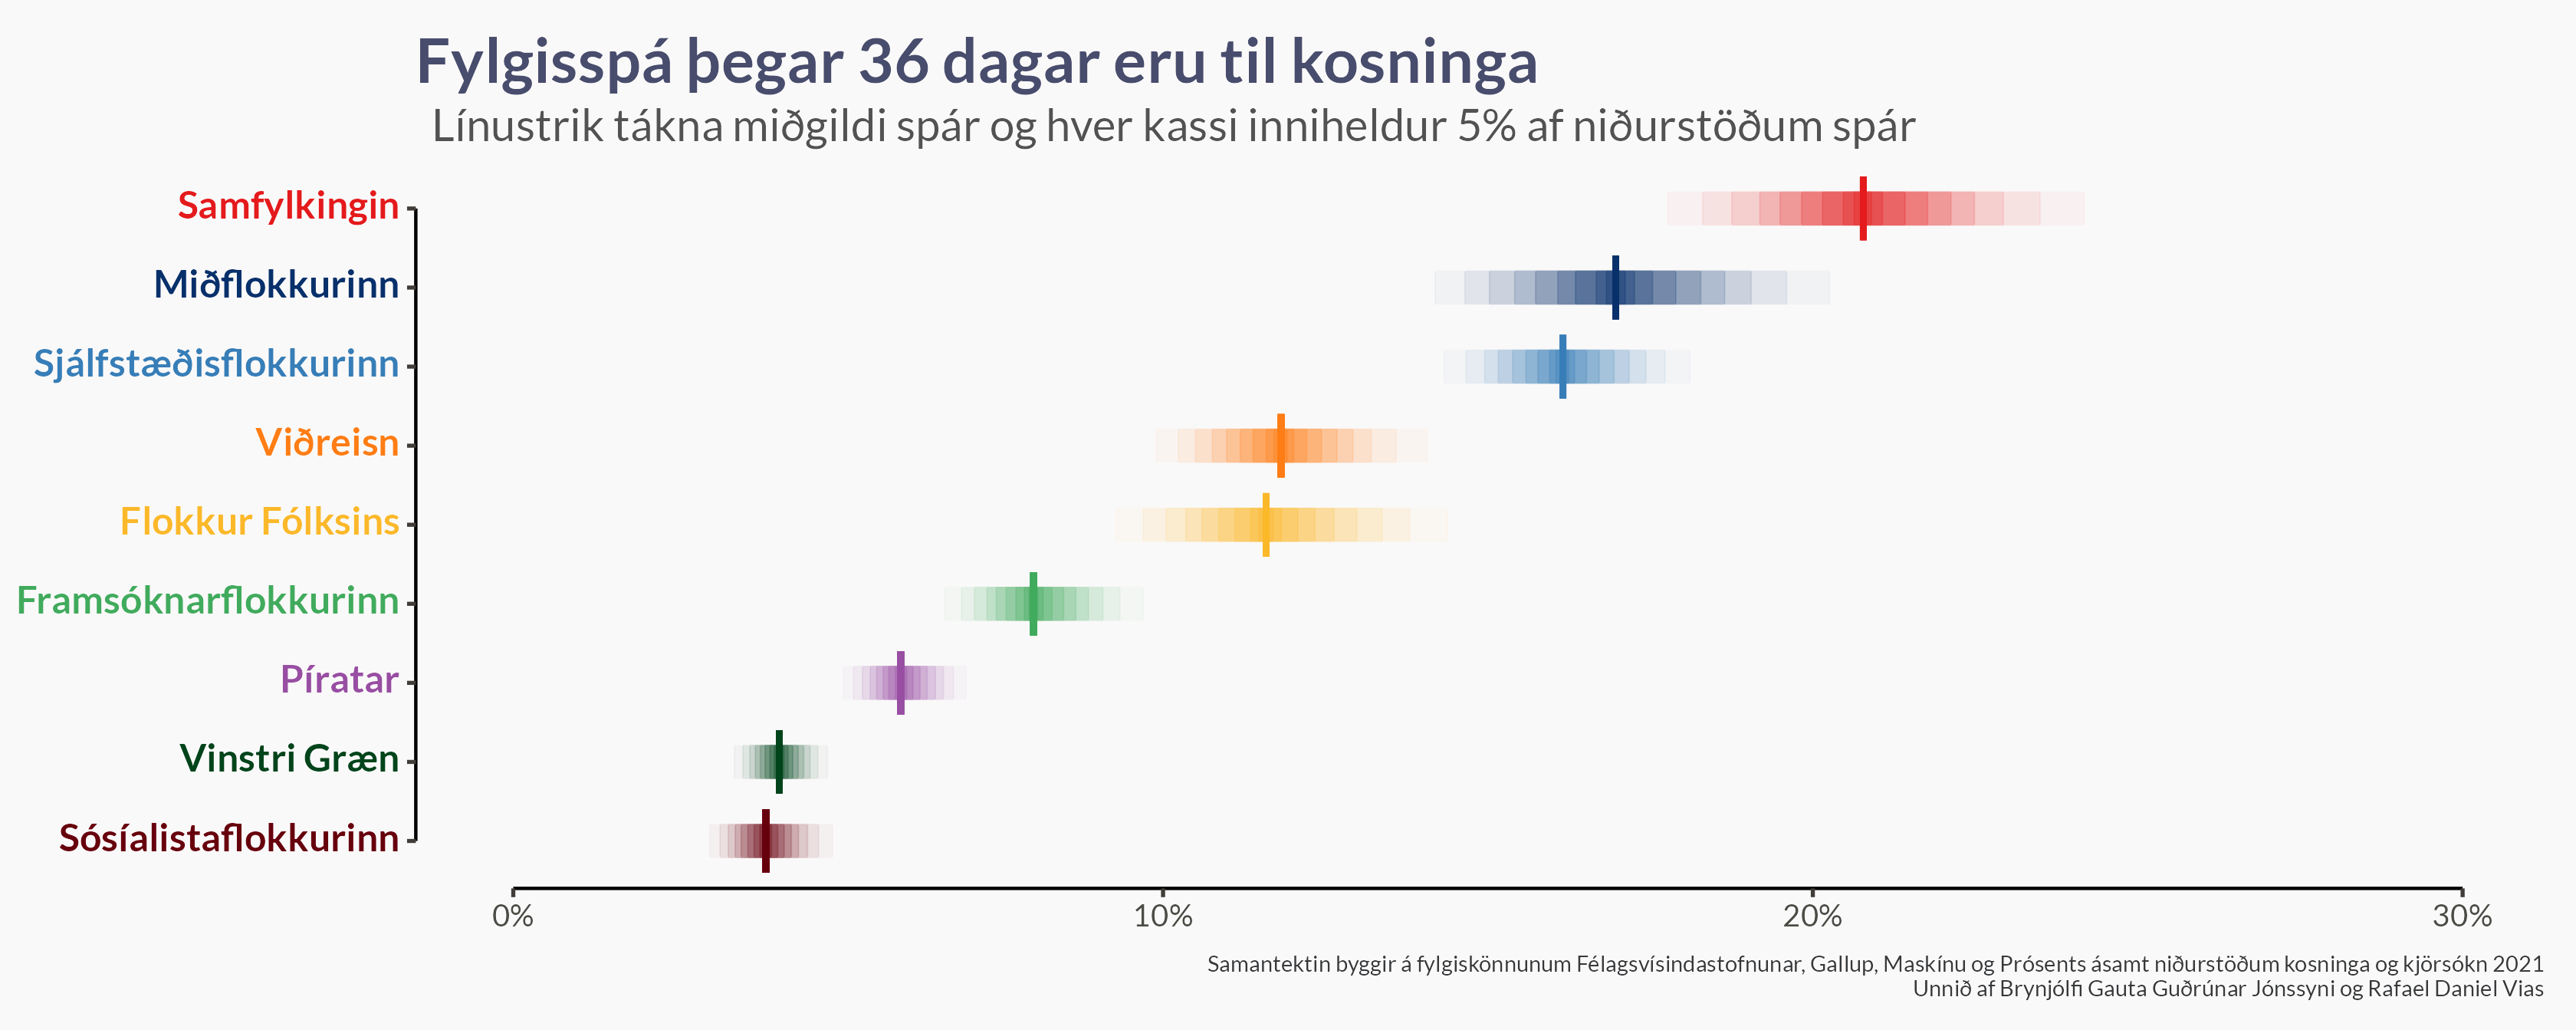 Fylgisspá þegar 36 dagar eru til kosninga
Línustrik tákna miðgildi spár og hver kassi inniheldur 5% af niðurstöðum spár
Samfylkingin
Miðflokkurinn
Sjálfstæðisflokkurinn
Viðreisn
Flokkur Fólksins
Framsóknarflokkurinn
Píratar
Vinstri Græn
Sósíalistaflokkurinn
0% 10% 20% 30%
Samantektin byggir á fylgiskönnunum Félagsvísindastofnunar, Gallup, Maskínu og Prósents ásamt niðurstöðum kosninga og kjörsókn 2021
Unnið af Brynjólfi Gauta Guðrúnar Jónssyni og Rafael Daniel Vias